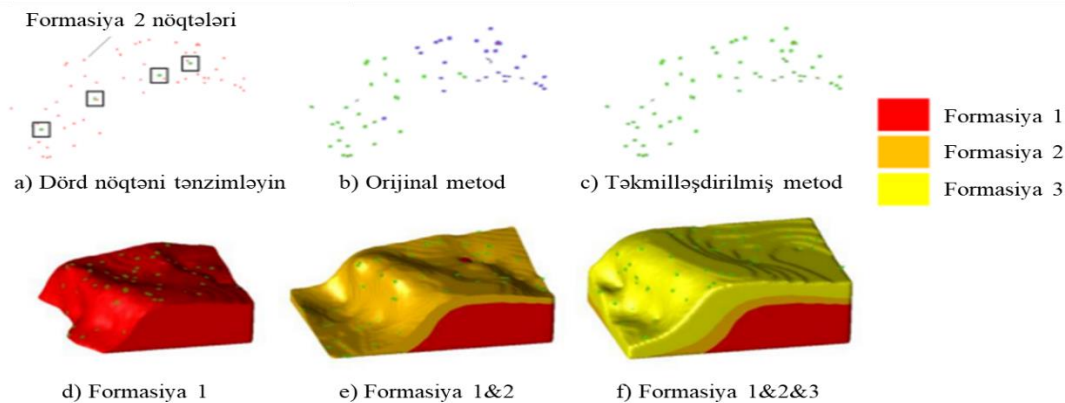 Formasiya 2 nöqtələri
a) Dörd nöqtəni tənzimləyin
b) Orijinal metod
c) Təkmilləşdirilmiş metod
Formasiya 1
Formasiya 2
Formasiya 3
d) Formasiya 1
e) Formasiya 1&2
f) Formasiya 1&2&3